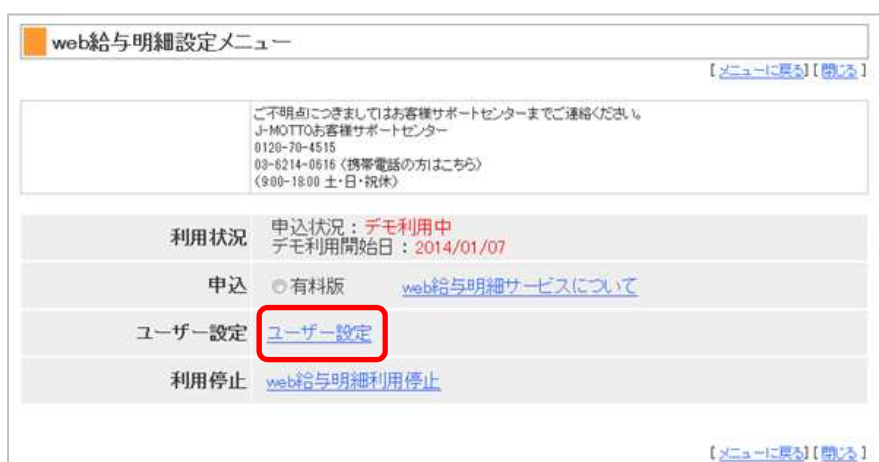 web給与明細設定メニュー
[メニューに戻る][閉じる]
ご不明点につきましてはお客様サポートセンターまでご連絡ください。
J-MOTTOお客様サポートセンター
0120-70-4515
03-6214-0616（携帯電話の方はこちら）
（9:00-18:00 土・日・祝休）
利用状況 申込状況：デモ利用中
デモ利用開始日：2014/01/07
申込 有料版 web給与明細サービスについて
ユーザー設定 ユーザー設定
利用停止 web給与明細利用停止
[メニューに戻る][閉じる]